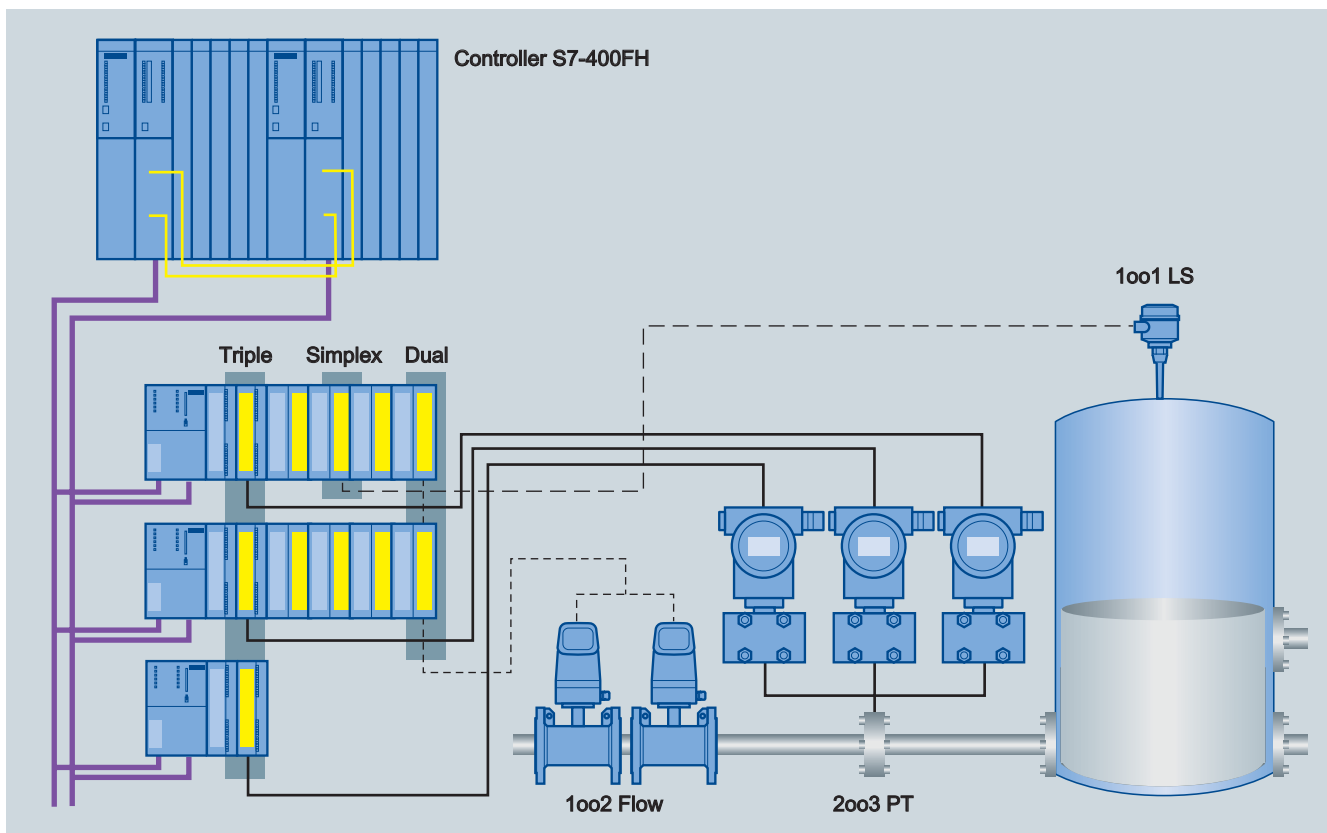 Controller S7-400FH
1oo1 LS
Triple Simplex Dual
1oo2 Flow
2oo3 PT